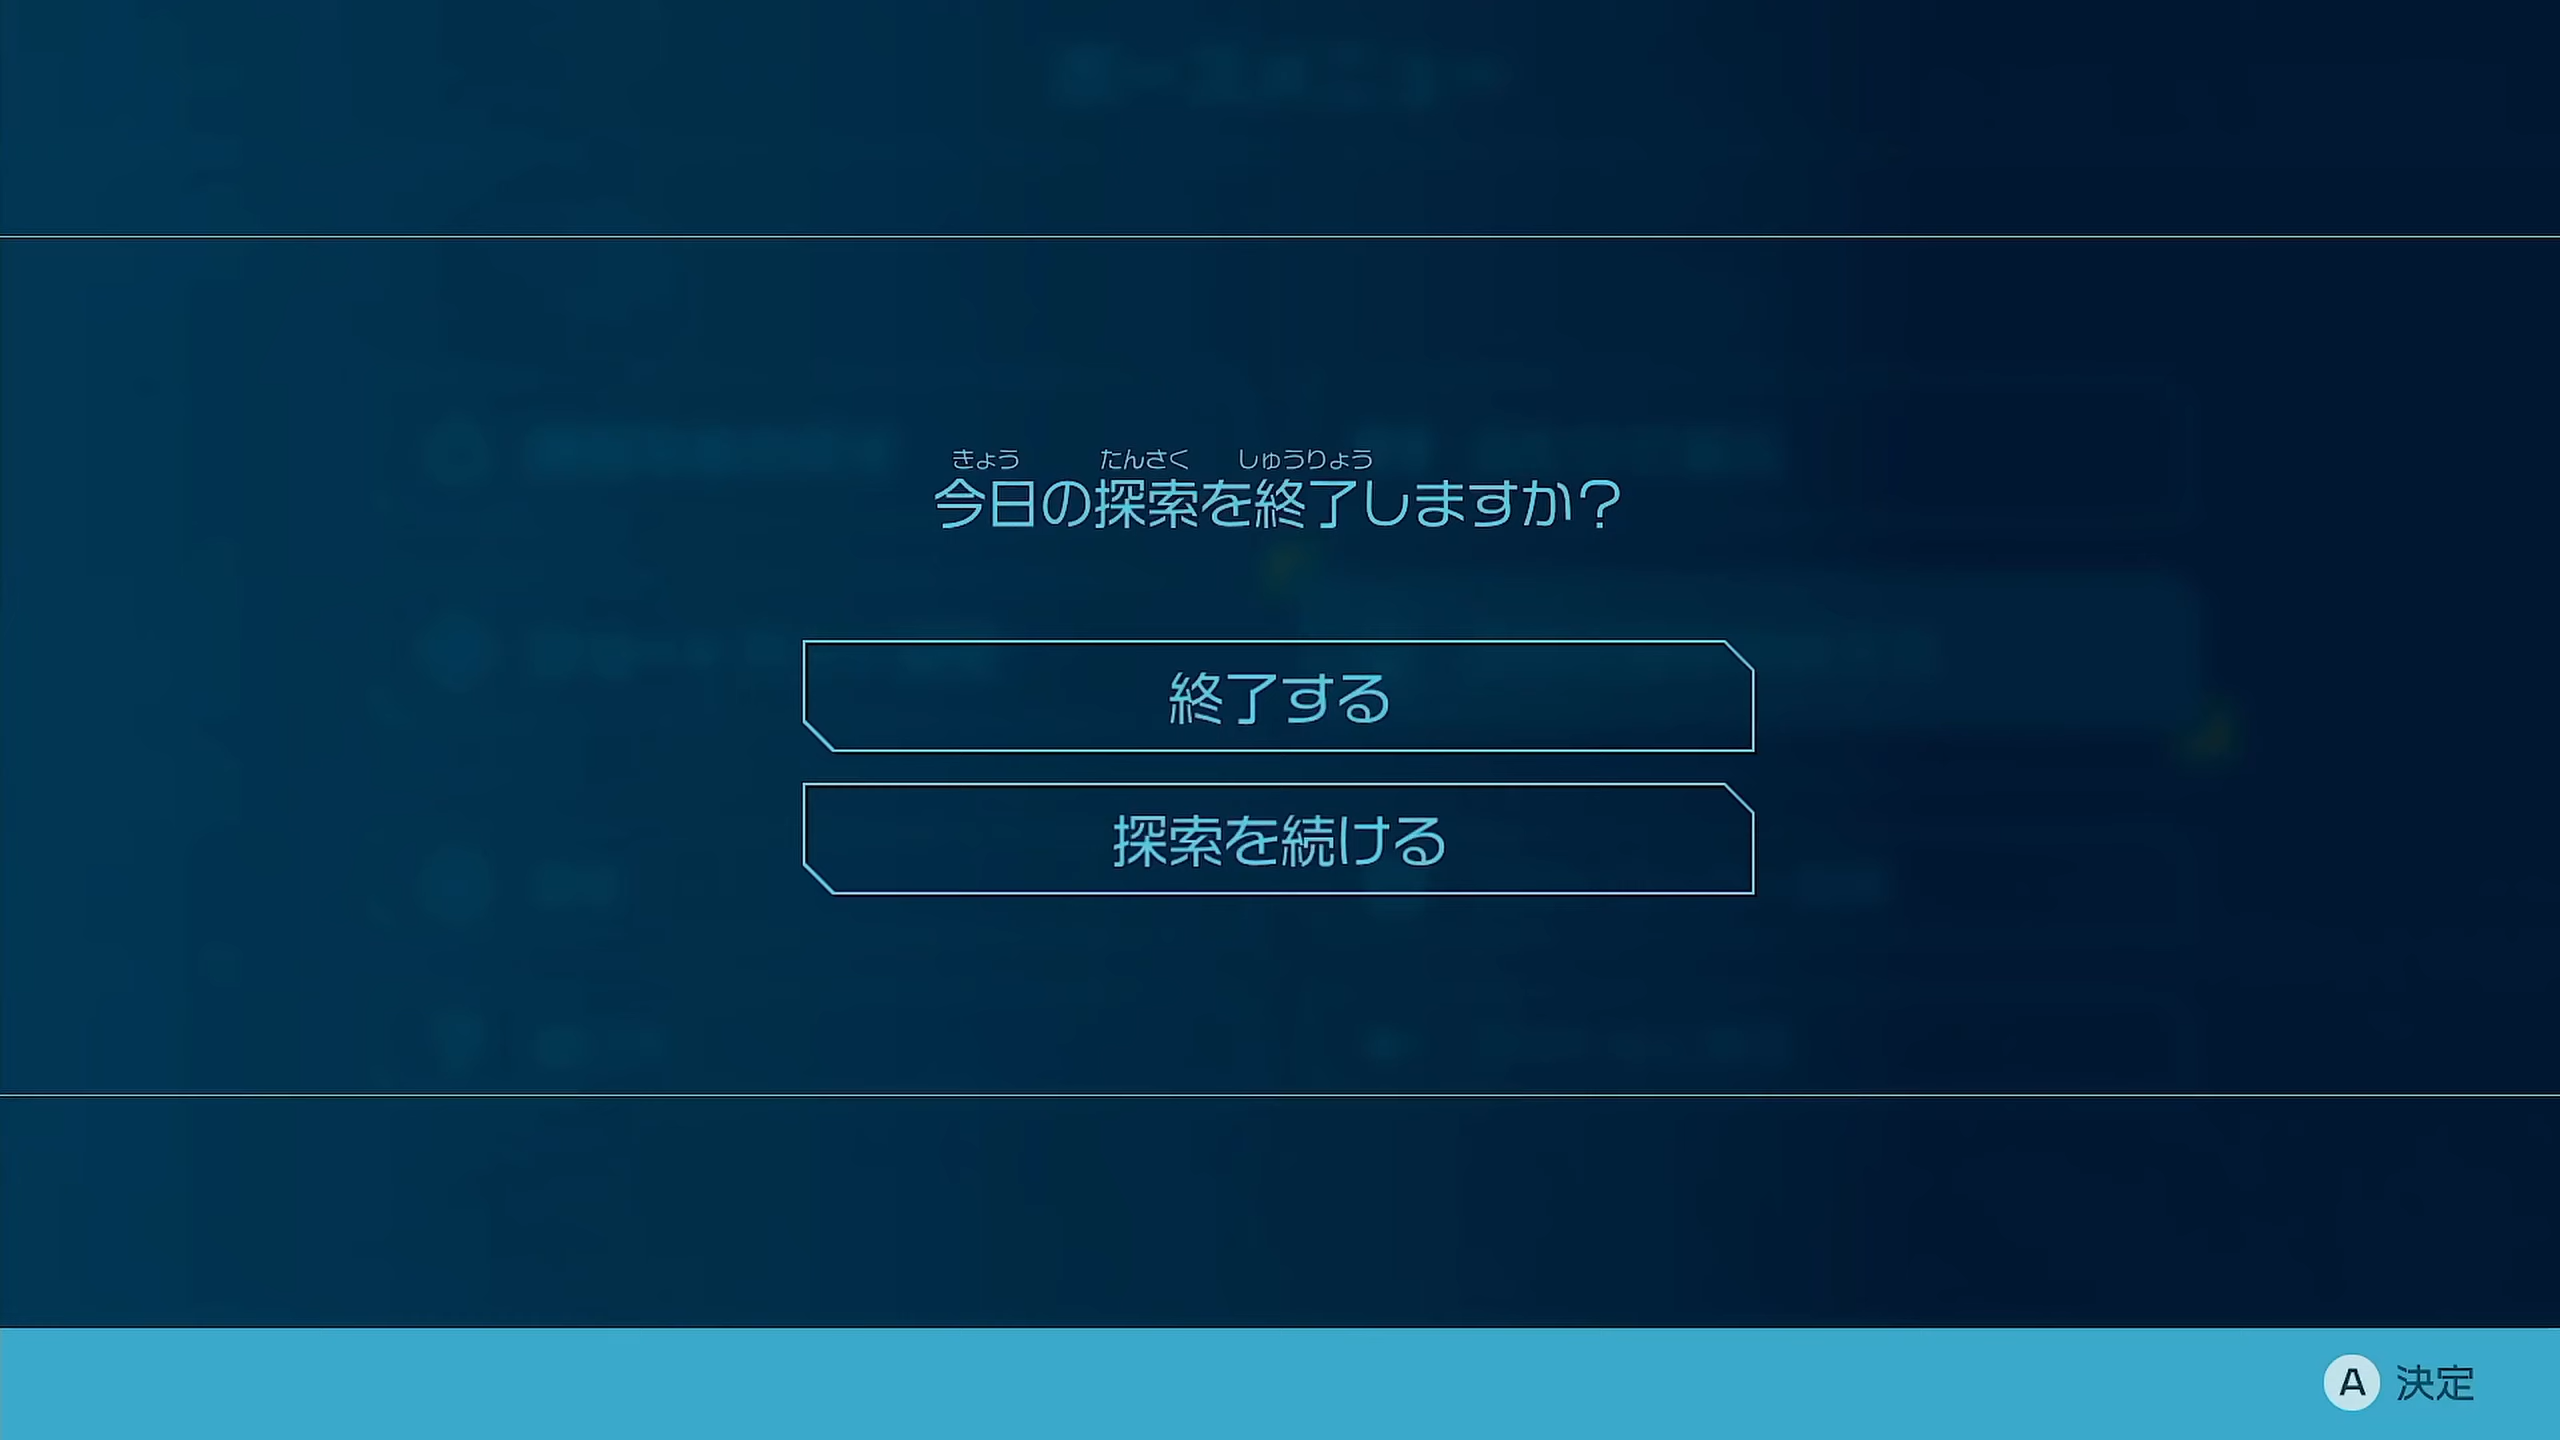 きょう たんさく しゅうりょう
今日の探索を終了しますか？
終了する
探索を続ける
A 決定